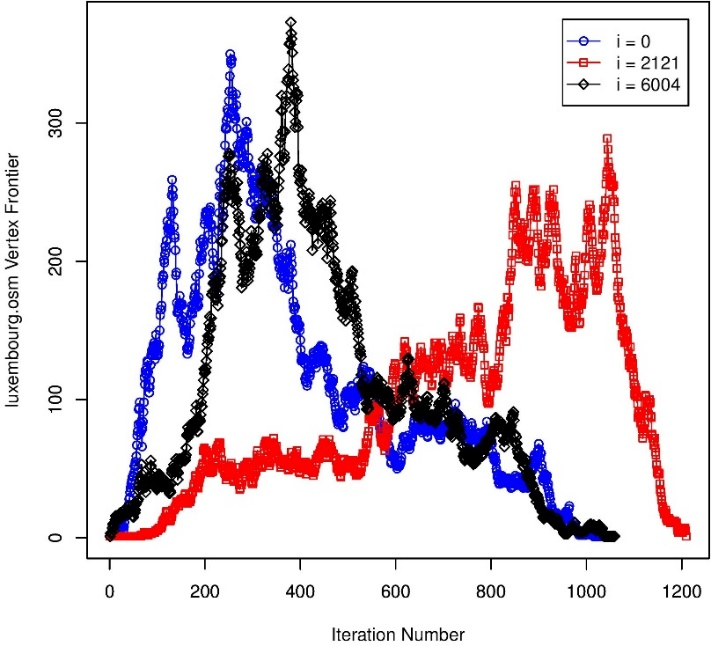 luxembourg.osm Vertex Frontier
300
200
100
0
0 200 400 600 800 1000 1200
Iteration Number
i = 0
i = 2121
i = 6004